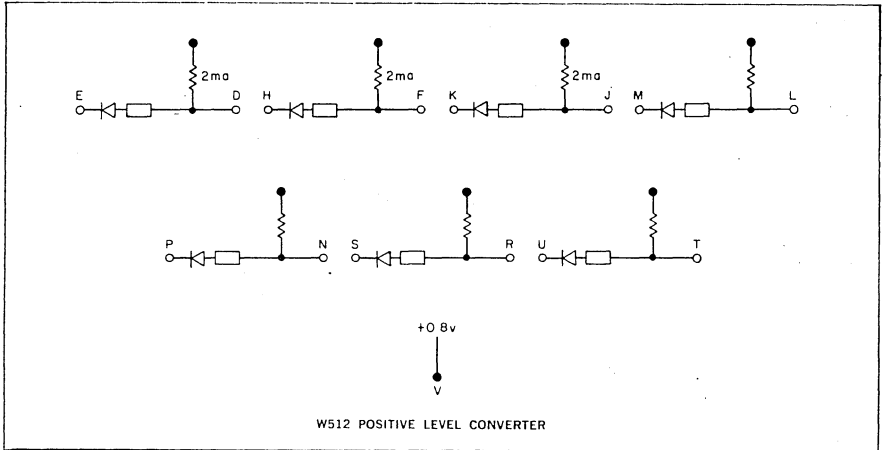 2ma 2ma 2ma
E D H F K J M L
P N S R U T
+0.8v
V
W512 POSITIVE LEVEL CONVERTER